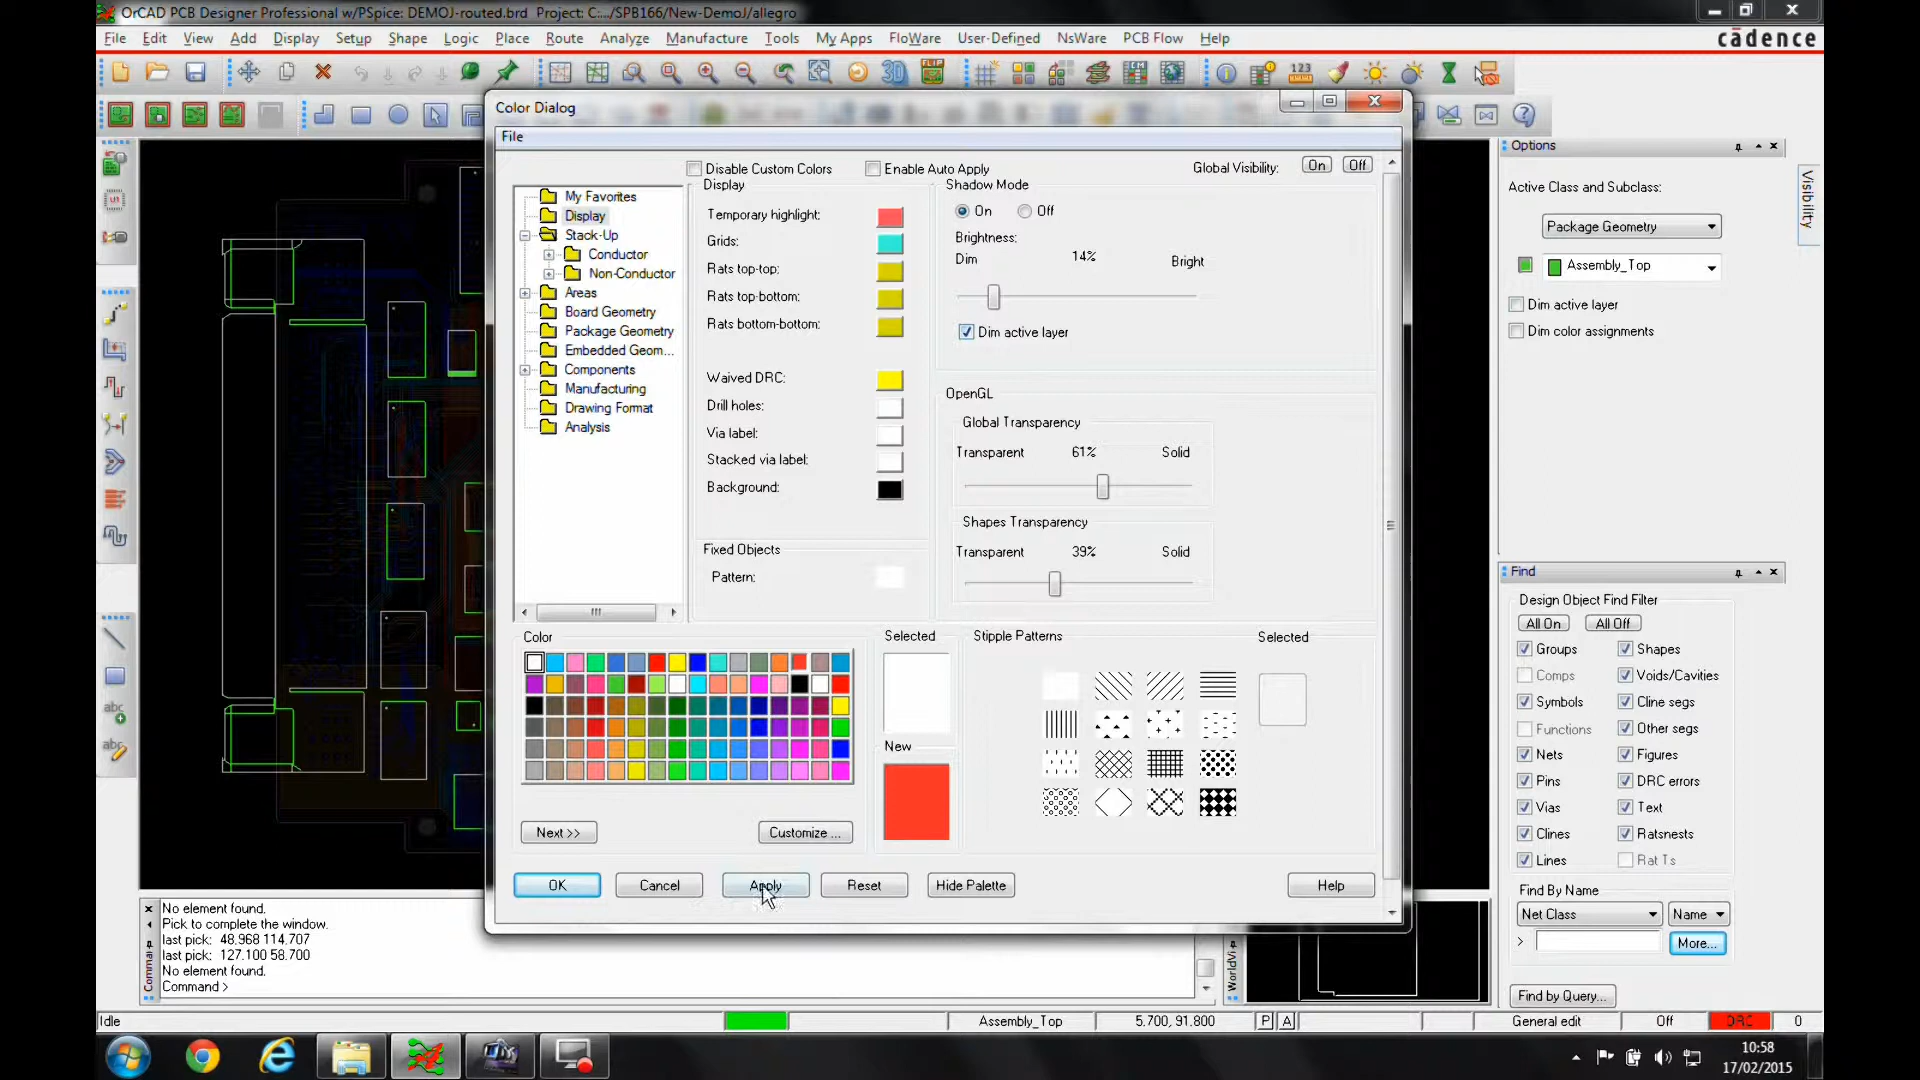 OrCAD PCB Designer Professional w/PSpice: DEMOJ-routed.brd Project: C:.../SPB166/New-DemoJ/allegro
File Edit View Add Display Setup Shape Logic Place Route Analyze Manufacture Tools My Apps FloWare User-Defined NsWare PCB Flow Help
cādence
Color Dialog
File
Disable Custom Colors
Enable Auto Apply
Global Visibility:
On
Off
My Favorites
Display
Stack-Up
Conductor
Non-Conductor
Areas
Board Geometry
Package Geometry
Embedded Geom...
Components
Manufacturing
Drawing Format
Analysis
Display
Temporary highlight:
Grids:
Rats top-top:
Rats top-bottom:
Rats bottom-bottom:
Waived DRC:
Drill holes:
Via label:
Stacked via label:
Background:
Fixed Objects
Pattern:
Shadow Mode
On
Off
Brightness:
Dim
14%
Bright
Dim active layer
OpenGL
Global Transparency
Transparent
61%
Solid
Shapes Transparency
Transparent
39%
Solid
Color
Next >>
Customize ...
Selected
New
Stipple Patterns
Selected
OK
Cancel
Apply
Reset
Hide Palette
Help
Options
Active Class and Subclass:
Package Geometry
Assembly_Top
Dim active layer
Dim color assignments
Visibility
Find
Design Object Find Filter
All On
All Off
Groups
Shapes
Comps
Voids/Cavities
Symbols
Cline segs
Functions
Other segs
Nets
Figures
Pins
DRC errors
Vias
Text
Clines
Ratsnests
Lines
Rat Ts
Find By Name
Net Class
Name
>
More...
Find by Query...
No element found.
Pick to complete the window.
last pick: 48.968 114.707
last pick: 127.100 58.700
No element found.
Command >
Idle
Assembly_Top
5.700, 91.800
P
A
General edit
Off
DRC
0
10:58
17/02/2015